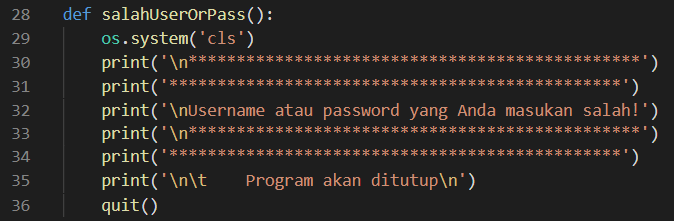 28 def salahUserOrPass():
29     os.system('cls')
30     print('\n***********************************************')
31     print('***********************************************')
32     print('\nUsername atau password yang Anda masukan salah!')
33     print('\n***********************************************')
34     print('***********************************************')
35     print('\n\t    Program akan ditutup\n')
36     quit()